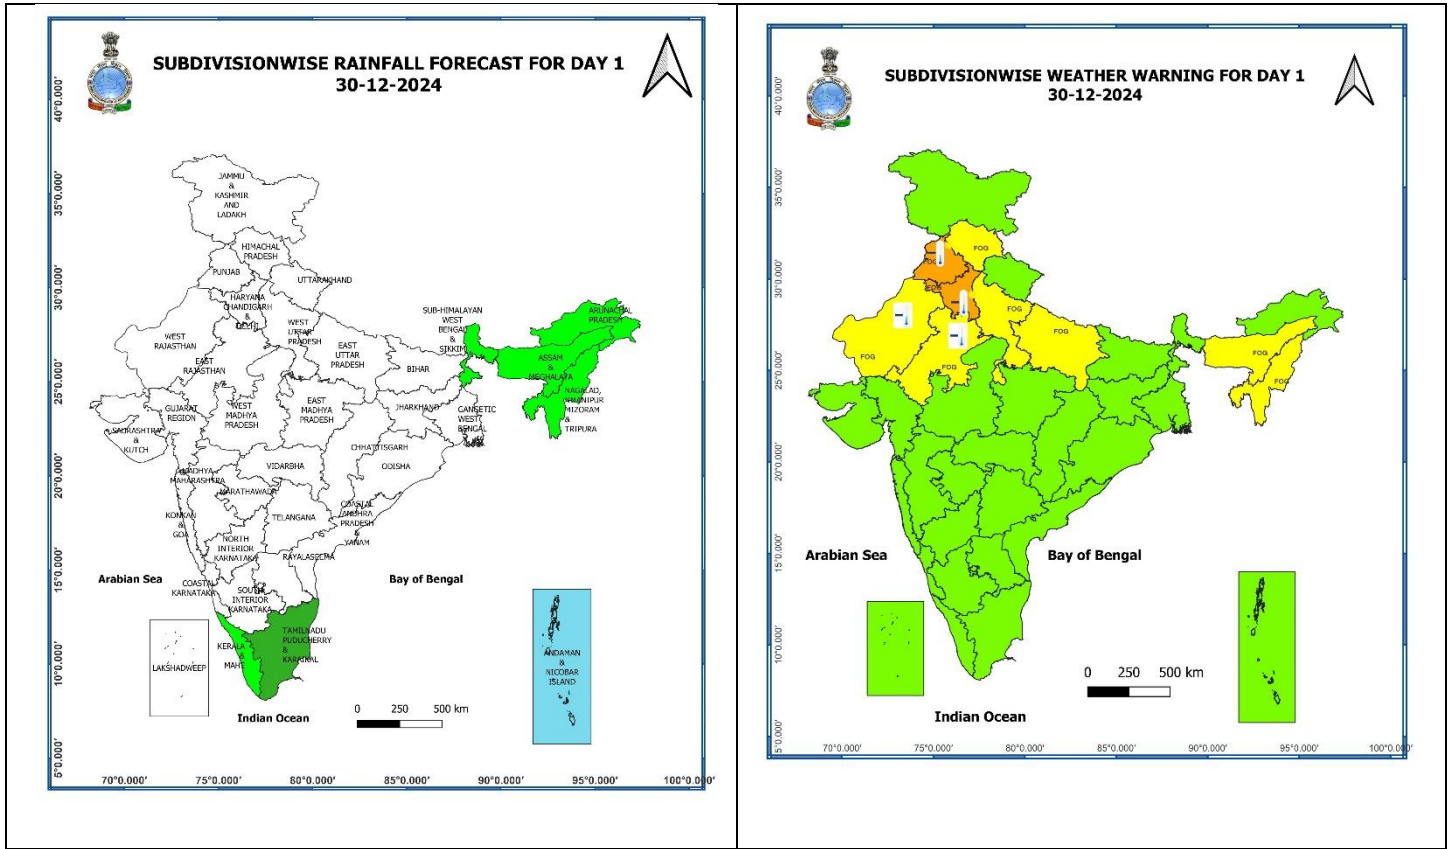 SUBDIVISIONWISE RAINFALL FORECAST FOR DAY 1
30-12-2024
40°0.000'
35°0.000'
30°0.000'
25°0.000'
20°0.000'
15°0.000'
10°0.000'
5°0.000'
JAMMU
&
KASHMIR
AND
LADAKH
HIMACHAL
PRADESH
PUNJAB
UTTARAKHAND
HARYANA
CHANDIGARH
&
DELHI
WEST
RAJASTHAN
EAST
RAJASTHAN
WEST
UTTAR
PRADESH
EAST
UTTAR
PRADESH
SUB-HIMALAYAN
WEST
BENGAL
&
SIKKIM
ARUNACHAL
PRADESH
ASSAM
&
MEGHALAYA
NAGALAD,
MANIPUR
MIZORAM
&
TRIPURA
BIHAR
JHARKHAND
GANGETIC
WEST
BENGAL
GUJARAT
REGION
SAURASHTRA
&
KUTCH
WEST
MADHYA
PRADESH
EAST
MADHYA
PRADESH
CHHATTISGARH
ODISHA
VIDARBHA
MADHYA
MAHARASHTRA
MARATHAWADA
KONKAN
&
GOA
TELANGANA
COASTAL
ANDHRA
PRADESH
&
YANAM
NORTH
INTERIOR
KARNATAKA
RAYALASEEMA
COASTAL
KARNATAKA
SOUTH
INTERIOR
KARNATAKA
TAMILNADU
PUDUCHERRY
&
KARAIKAL
KERALA
&
MAHE
LAKSHADWEEP
ANDAMAN
&
NICOBAR
ISLAND
Arabian Sea
Bay of Bengal
Indian Ocean
0 250 500 km
70°0.000' 75°0.000' 80°0.000' 85°0.000' 90°0.000' 95°0.000' 100°0.000'
SUBDIVISIONWISE WEATHER WARNING FOR DAY 1
30-12-2024
40°0.000'
35°0.000'
30°0.000'
25°0.000'
20°0.000'
15°0.000'
10°0.000'
5°0.000'
FOG
FOG
FOG
FOG
FOG
FOG
FOG
FOG
FOG
Arabian Sea
Bay of Bengal
Indian Ocean
0 250 500 km
70°0.000' 75°0.000' 80°0.000' 85°0.000' 90°0.000' 95°0.000' 100°0.000'